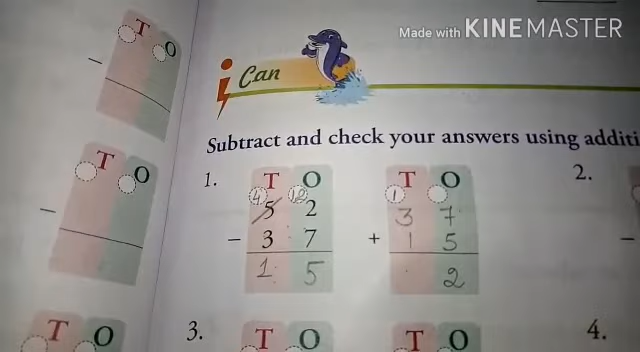 Made with KINEMASTER
T O
i Can
Subtract and check your answers using additi
T O
1. T O T O 2.
4 12 1
5 2 3 7
- 3 7 + 1 5 -
1 5 2
3. T O T O 4.
T O